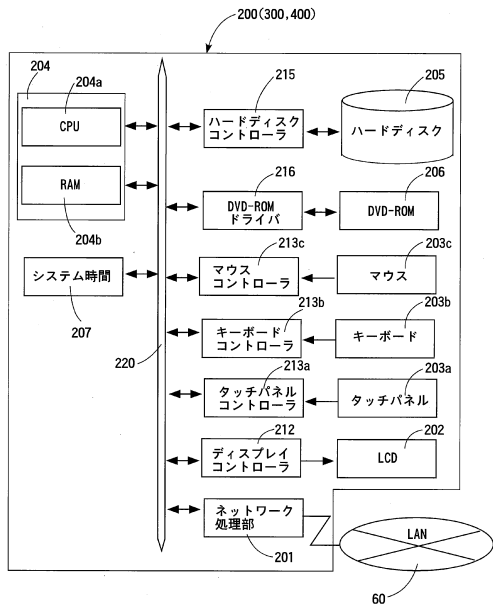 200(300,400)
204
204a
CPU
RAM
204b
システム時間
207
220
215
ハードディスク
コントローラ
205
ハードディスク
216
DVD-ROM
ドライバ
206
DVD-ROM
213c
マウス
コントローラ
203c
マウス
213b
キーボード
コントローラ
203b
キーボード
213a
タッチパネル
コントローラ
203a
タッチパネル
212
ディスプレイ
コントローラ
202
LCD
ネットワーク
処理部
201
LAN
60